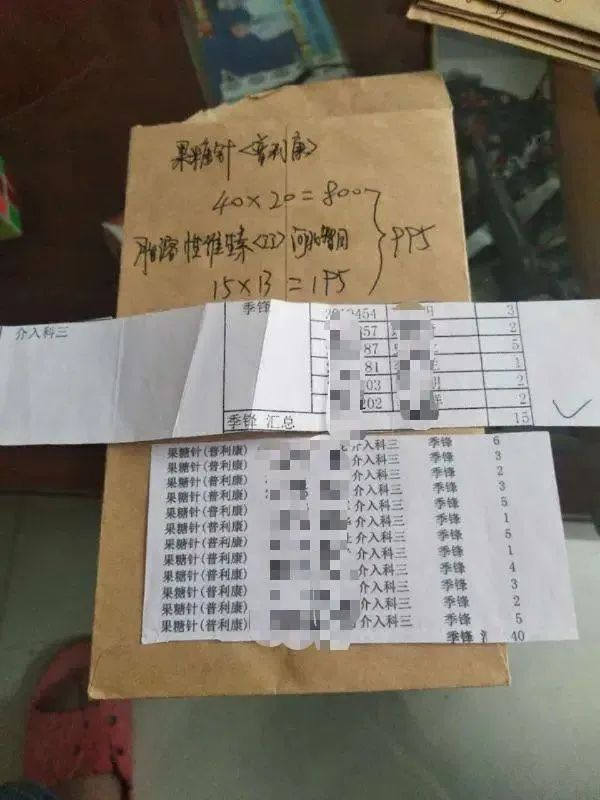 果糖针<普利康>
40×20=800
脂溶性维 河北智同
15×13=195
995
介入科三
季锋
454 3
57 2
87 5
81 1
03 2
202 2
季锋 汇总 15
果糖针(普利康) 介入科三 季锋 6
果糖针(普利康) 介入科三 季锋 3
果糖针(普利康) 介入科三 季锋 2
果糖针(普利康) 介入科三 季锋 3
果糖针(普利康) 介入科三 季锋 5
果糖针(普利康) 介入科三 季锋 1
果糖针(普利康) 介入科三 季锋 5
果糖针(普利康) 介入科三 季锋 1
果糖针(普利康) 介入科三 季锋 4
果糖针(普利康) 介入科三 季锋 3
果糖针(普利康) 介入科三 季锋 2
果糖针(普利康) 介入科三 季锋 5
季锋 40